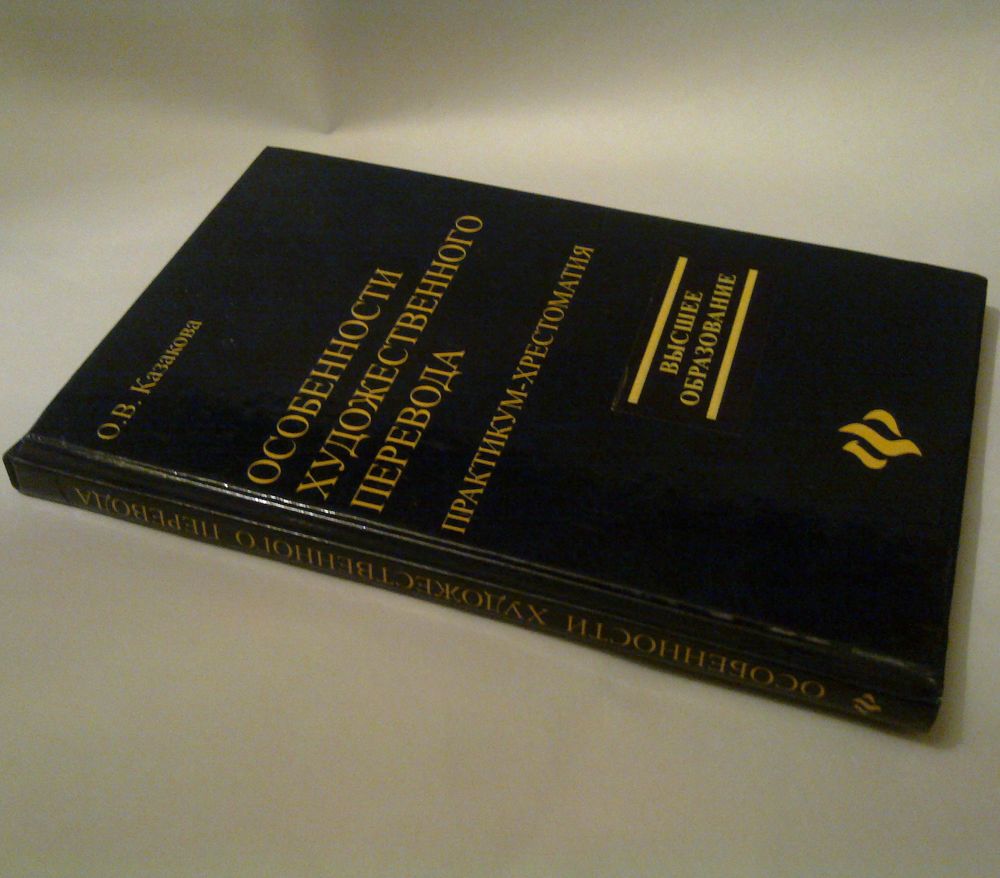 О.В. Казакова
ОСОБЕННОСТИ
ХУДОЖЕСТВЕННОГО
ПЕРЕВОДА
ПРАКТИКУМ-ХРЕСТОМАТИЯ
ВЫСШЕЕ
ОБРАЗОВАНИЕ
ОСОБЕННОСТИ ХУДОЖЕСТВЕННОГО ПЕРЕВОДА